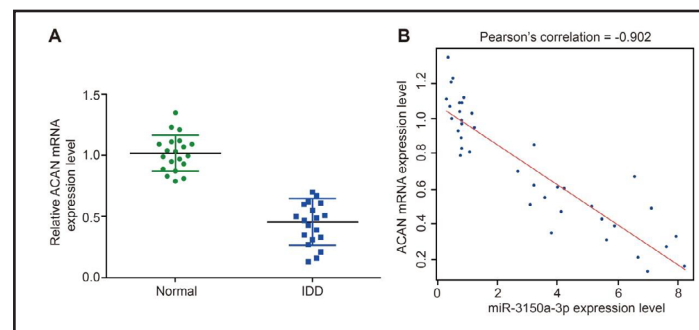 A
Relative ACAN mRNA
expression level
1.5
1.0
0.5
0.0
Normal
IDD
B
Pearson's correlation = -0.902
ACAN mRNA expression level
1.2
1.0
0.8
0.6
0.4
0.2
0
2
4
6
8
miR-3150a-3p expression level